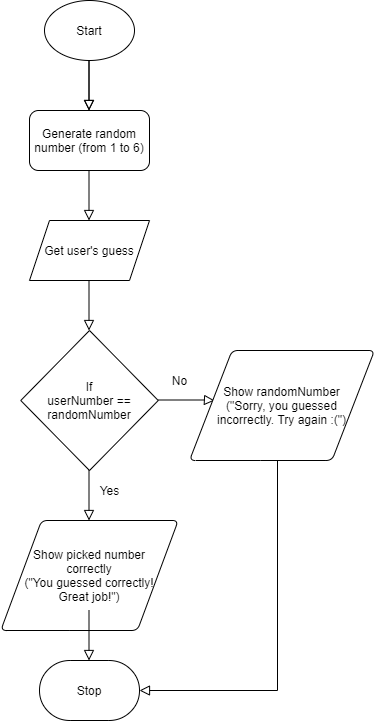 Start
Generate random
number (from 1 to 6)
Get user's guess
If
userNumber ==
randomNumber
No
Show randomNumber
("Sorry, you guessed
incorrectly. Try again :(")
Yes
Show picked number
correctly
("You guessed correctly!
Great job!")
Stop